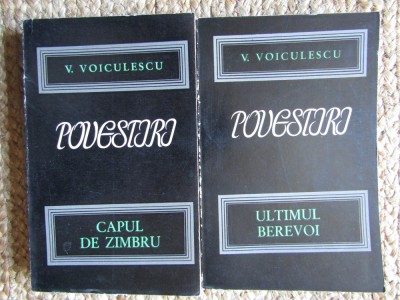 V. VOICULESCU
POVESTIRI
CAPUL
DE ZIMBRU
V. VOICULESCU
POVESTIRI
ULTIMUL
BEREVOI